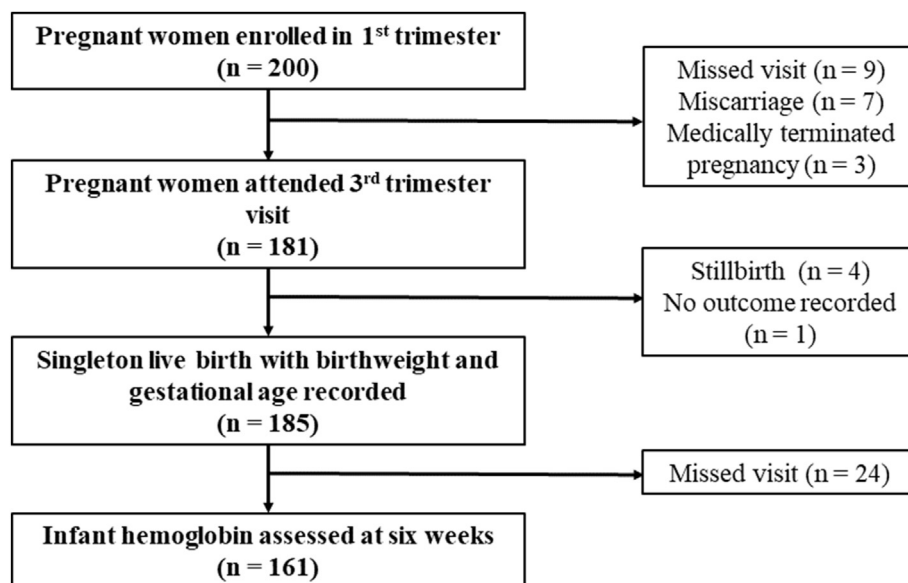 Pregnant women enrolled in 1st trimester
(n = 200)
Missed visit (n = 9)
Miscarriage (n = 7)
Medically terminated
pregnancy (n = 3)
Pregnant women attended 3rd trimester
visit
(n = 181)
Stillbirth (n = 4)
No outcome recorded
(n = 1)
Singleton live birth with birthweight and
gestational age recorded
(n = 185)
Missed visit (n = 24)
Infant hemoglobin assessed at six weeks
(n = 161)